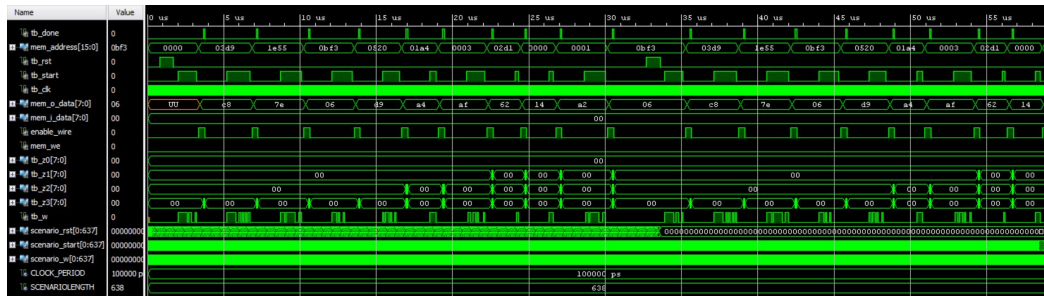 Name Value 0 us 5 us 10 us 15 us 20 us 25 us 30 us 35 us 40 us 45 us 50 us 55 us
tb_done 0
mem_address[15:0] 0bf3 0000 03d9 1e55 0bf3 0520 01a4 0003 02d1 0000 0001 0bf3 03d9 1e55 0bf3 0520 01a4 0003 02d1 0000
tb_rst 0
tb_start 0
tb_clk 0
mem_o_data[7:0] 06 UU c8 7e 06 d9 a4 af 62 14 a2 06 c8 7e 06 d9 a4 af 62 14
mem_i_data[7:0] 00 00
enable_wire 0
mem_we 0
tb_z0[7:0] 00 00
tb_z1[7:0] 00 00 00 00 00 00 00 00
tb_z2[7:0] 00 00 00 00 00 00 00 00 00 00 00 00
tb_z3[7:0] 00 00 00 00 00 00 00 00 00 00 00 00 00 00 00 00 00 00 00
tb_w 0
scenario_rst[0:637] 00000000
scenario_start[0:637] 00000000
scenario_w[0:637] 00000000
CLOCK_PERIOD 100000 p 100000 ps
SCENARIOLENGTH 638 638